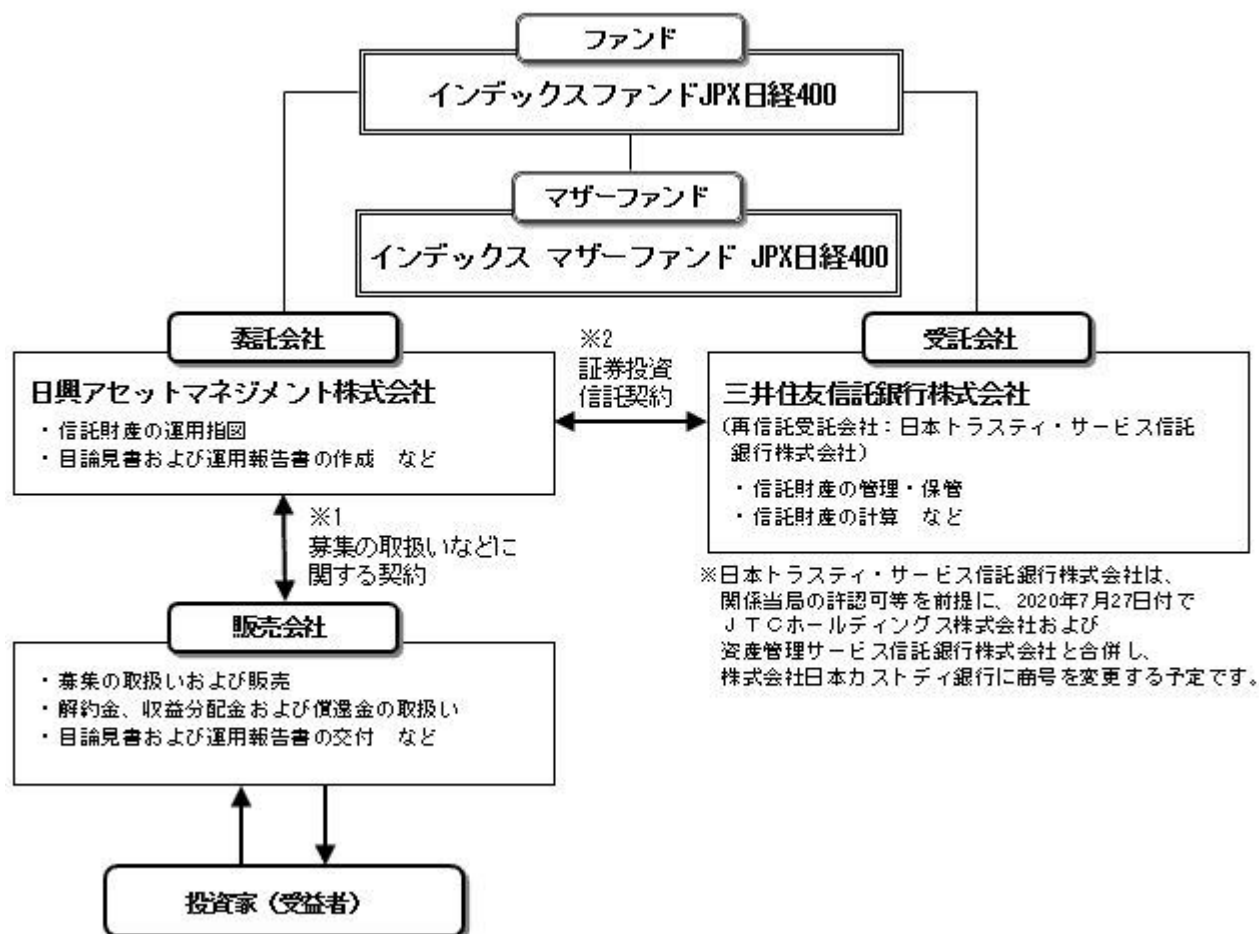 ファンド
インデックスファンドJPX日経400
マザーファンド
インデックス マザーファンド JPX日経400
委託会社
日興アセットマネジメント株式会社
・信託財産の運用指図
・目論見書および運用報告書の作成 など
※2
証券投資
信託契約
受託会社
三井住友信託銀行株式会社
(再信託受託会社：日本トラスティ・サービス信託
銀行株式会社)
・信託財産の管理・保管
・信託財産の計算 など
※1
募集の取扱いなどに
関する契約
※日本トラスティ・サービス信託銀行株式会社は、
関係当局の許認可等を前提に、2020年7月27日付で
ＪＴＣホールディングス株式会社および
資産管理サービス信託銀行株式会社と合併し、
株式会社日本カストディ銀行に商号を変更する予定です。
販売会社
・募集の取扱いおよび販売
・解約金、収益分配金および償還金の取扱い
・目論見書および運用報告書の交付 など
投資家（受益者）